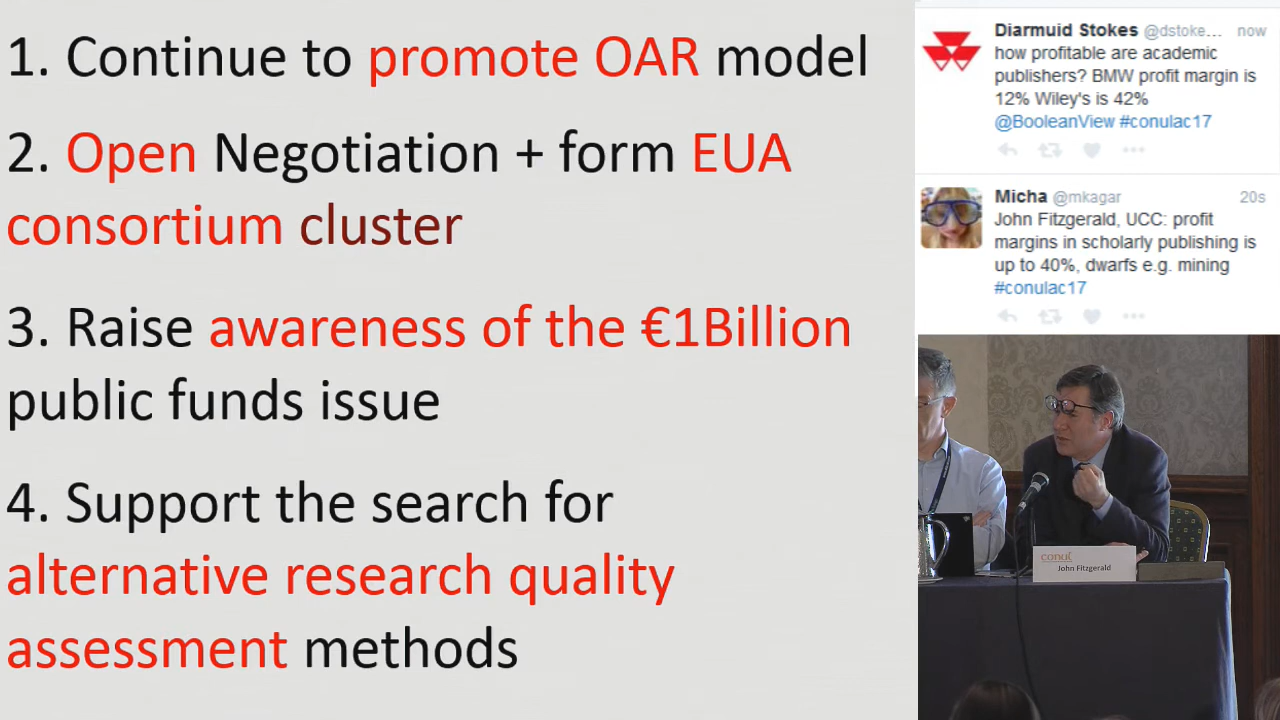 1. Continue to promote OAR model
2. Open Negotiation + form EUA
consortium cluster
3. Raise awareness of the €1Billion
public funds issue
4. Support the search for
alternative research quality
assessment methods
Diarmuid Stokes @dstoke... now
how profitable are academic
publishers? BMW profit margin is
12% Wiley's is 42%
@BooleanView #conulac17
Micha @mkagar 20s
John Fitzgerald, UCC: profit
margins in scholarly publishing is
up to 40%, dwarfs e.g. mining
#conulac17
conul
John Fitzgerald